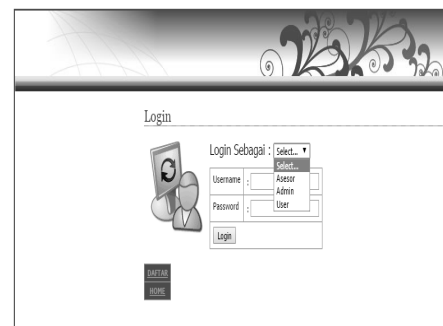 Login
Login Sebagai : Select...
Select...
Asesor
Admin
User
Username :
Password :
Login
DAFTAR
HOME